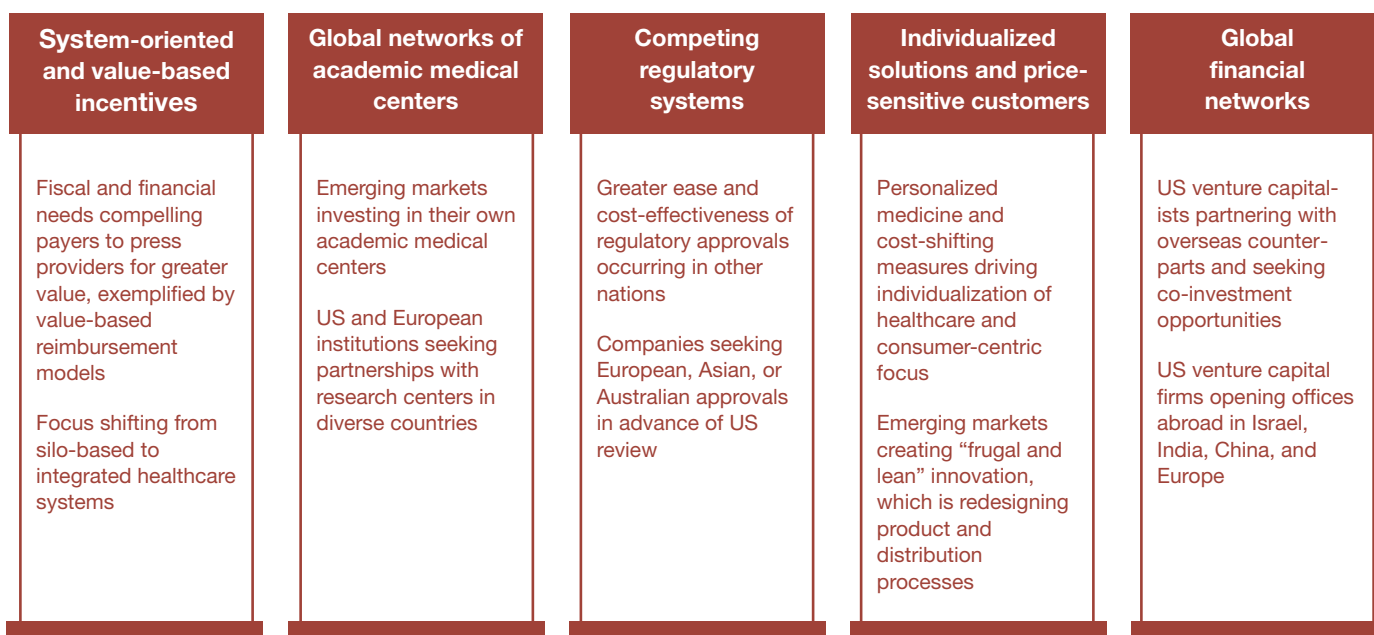 System-oriented
and value-based
incentives
Fiscal and financial
needs compelling
payers to press
providers for greater
value, exemplified by
value-based
reimbursement
models
Focus shifting from
silo-based to
integrated healthcare
systems
Global networks of
academic medical
centers
Emerging markets
investing in their own
academic medical
centers
US and European
institutions seeking
partnerships with
research centers in
diverse countries
Competing
regulatory
systems
Greater ease and
cost-effectiveness of
regulatory approvals
occurring in other
nations
Companies seeking
European, Asian, or
Australian approvals
in advance of US
review
Individualized
solutions and price-
sensitive customers
Personalized
medicine and
cost-shifting
measures driving
individualization of
healthcare and
consumer-centric
focus
Emerging markets
creating “frugal and
lean” innovation,
which is redesigning
product and
distribution
processes
Global
financial
networks
US venture capital-
ists partnering with
overseas counter-
parts and seeking
co-investment
opportunities
US venture capital
firms opening offices
abroad in Israel,
India, China, and
Europe